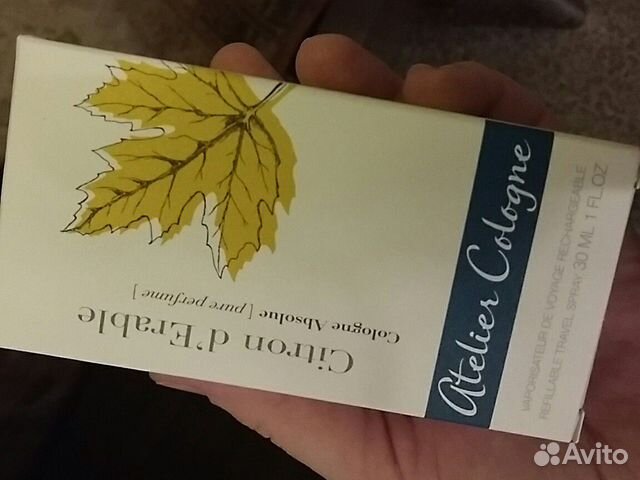 Citron d'Erable
Cologne Absolue [ pure perfume ]
Atelier Cologne
VAPORISATEUR DE VOYAGE RECHARGEABLE
REFILLABLE TRAVEL SPRAY 30 ML 1 FL.OZ
Avito